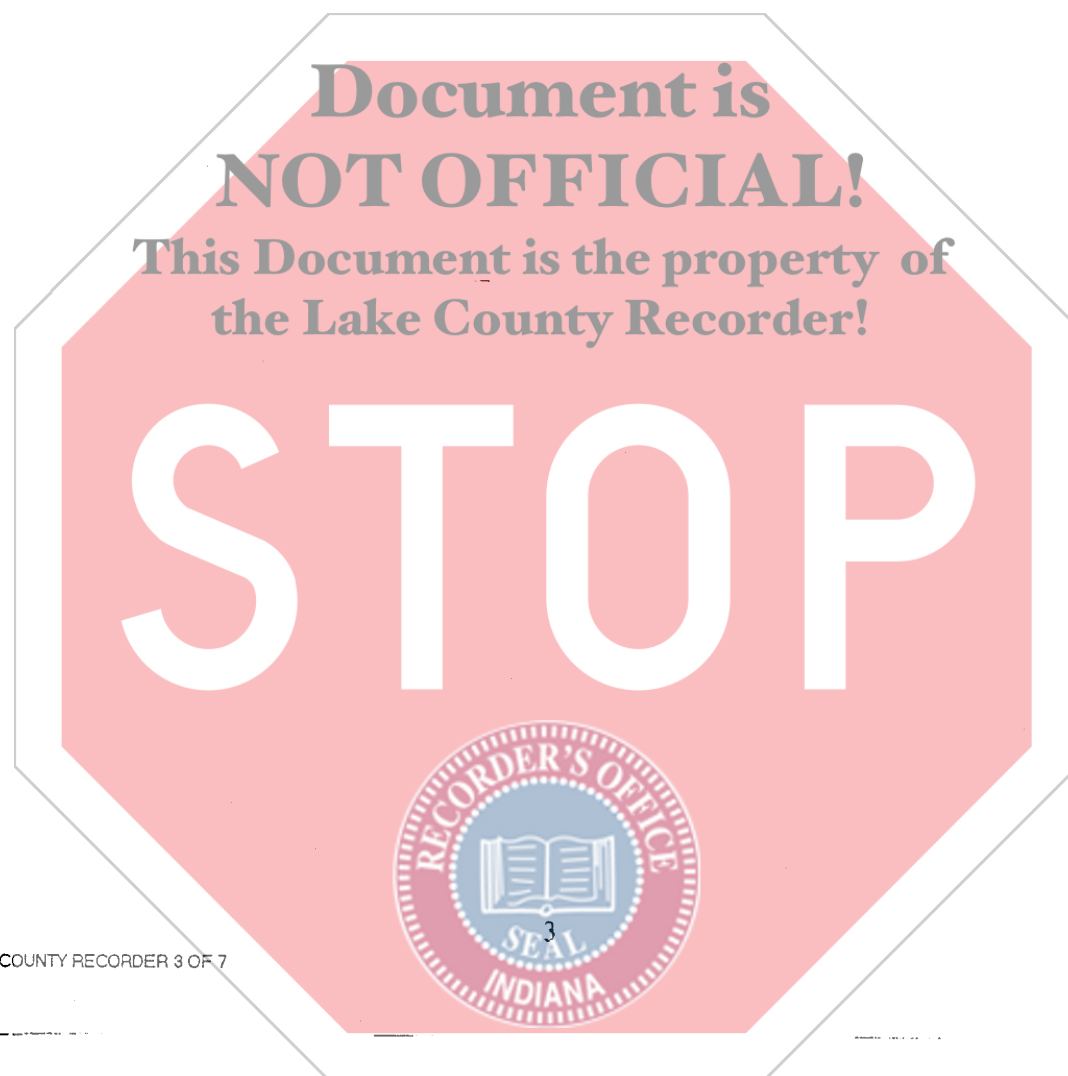 Document is
NOT OFFICIAL!
This Document is the property of
the Lake County Recorder!
STOP
RECORDER'S OFFICE
3
SEAL
INDIANA
COUNTY RECORDER 3 OF 7